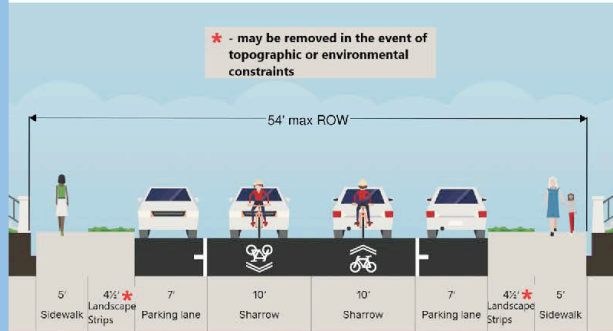 * - may be removed in the event of
topographic or environmental
constraints
54' max ROW
5' 4½' * 7' 10' 10' 7' 4½' * 5'
Sidewalk Landscape Strips Parking lane Sharrow Sharrow Parking lane Landscape Strips Sidewalk